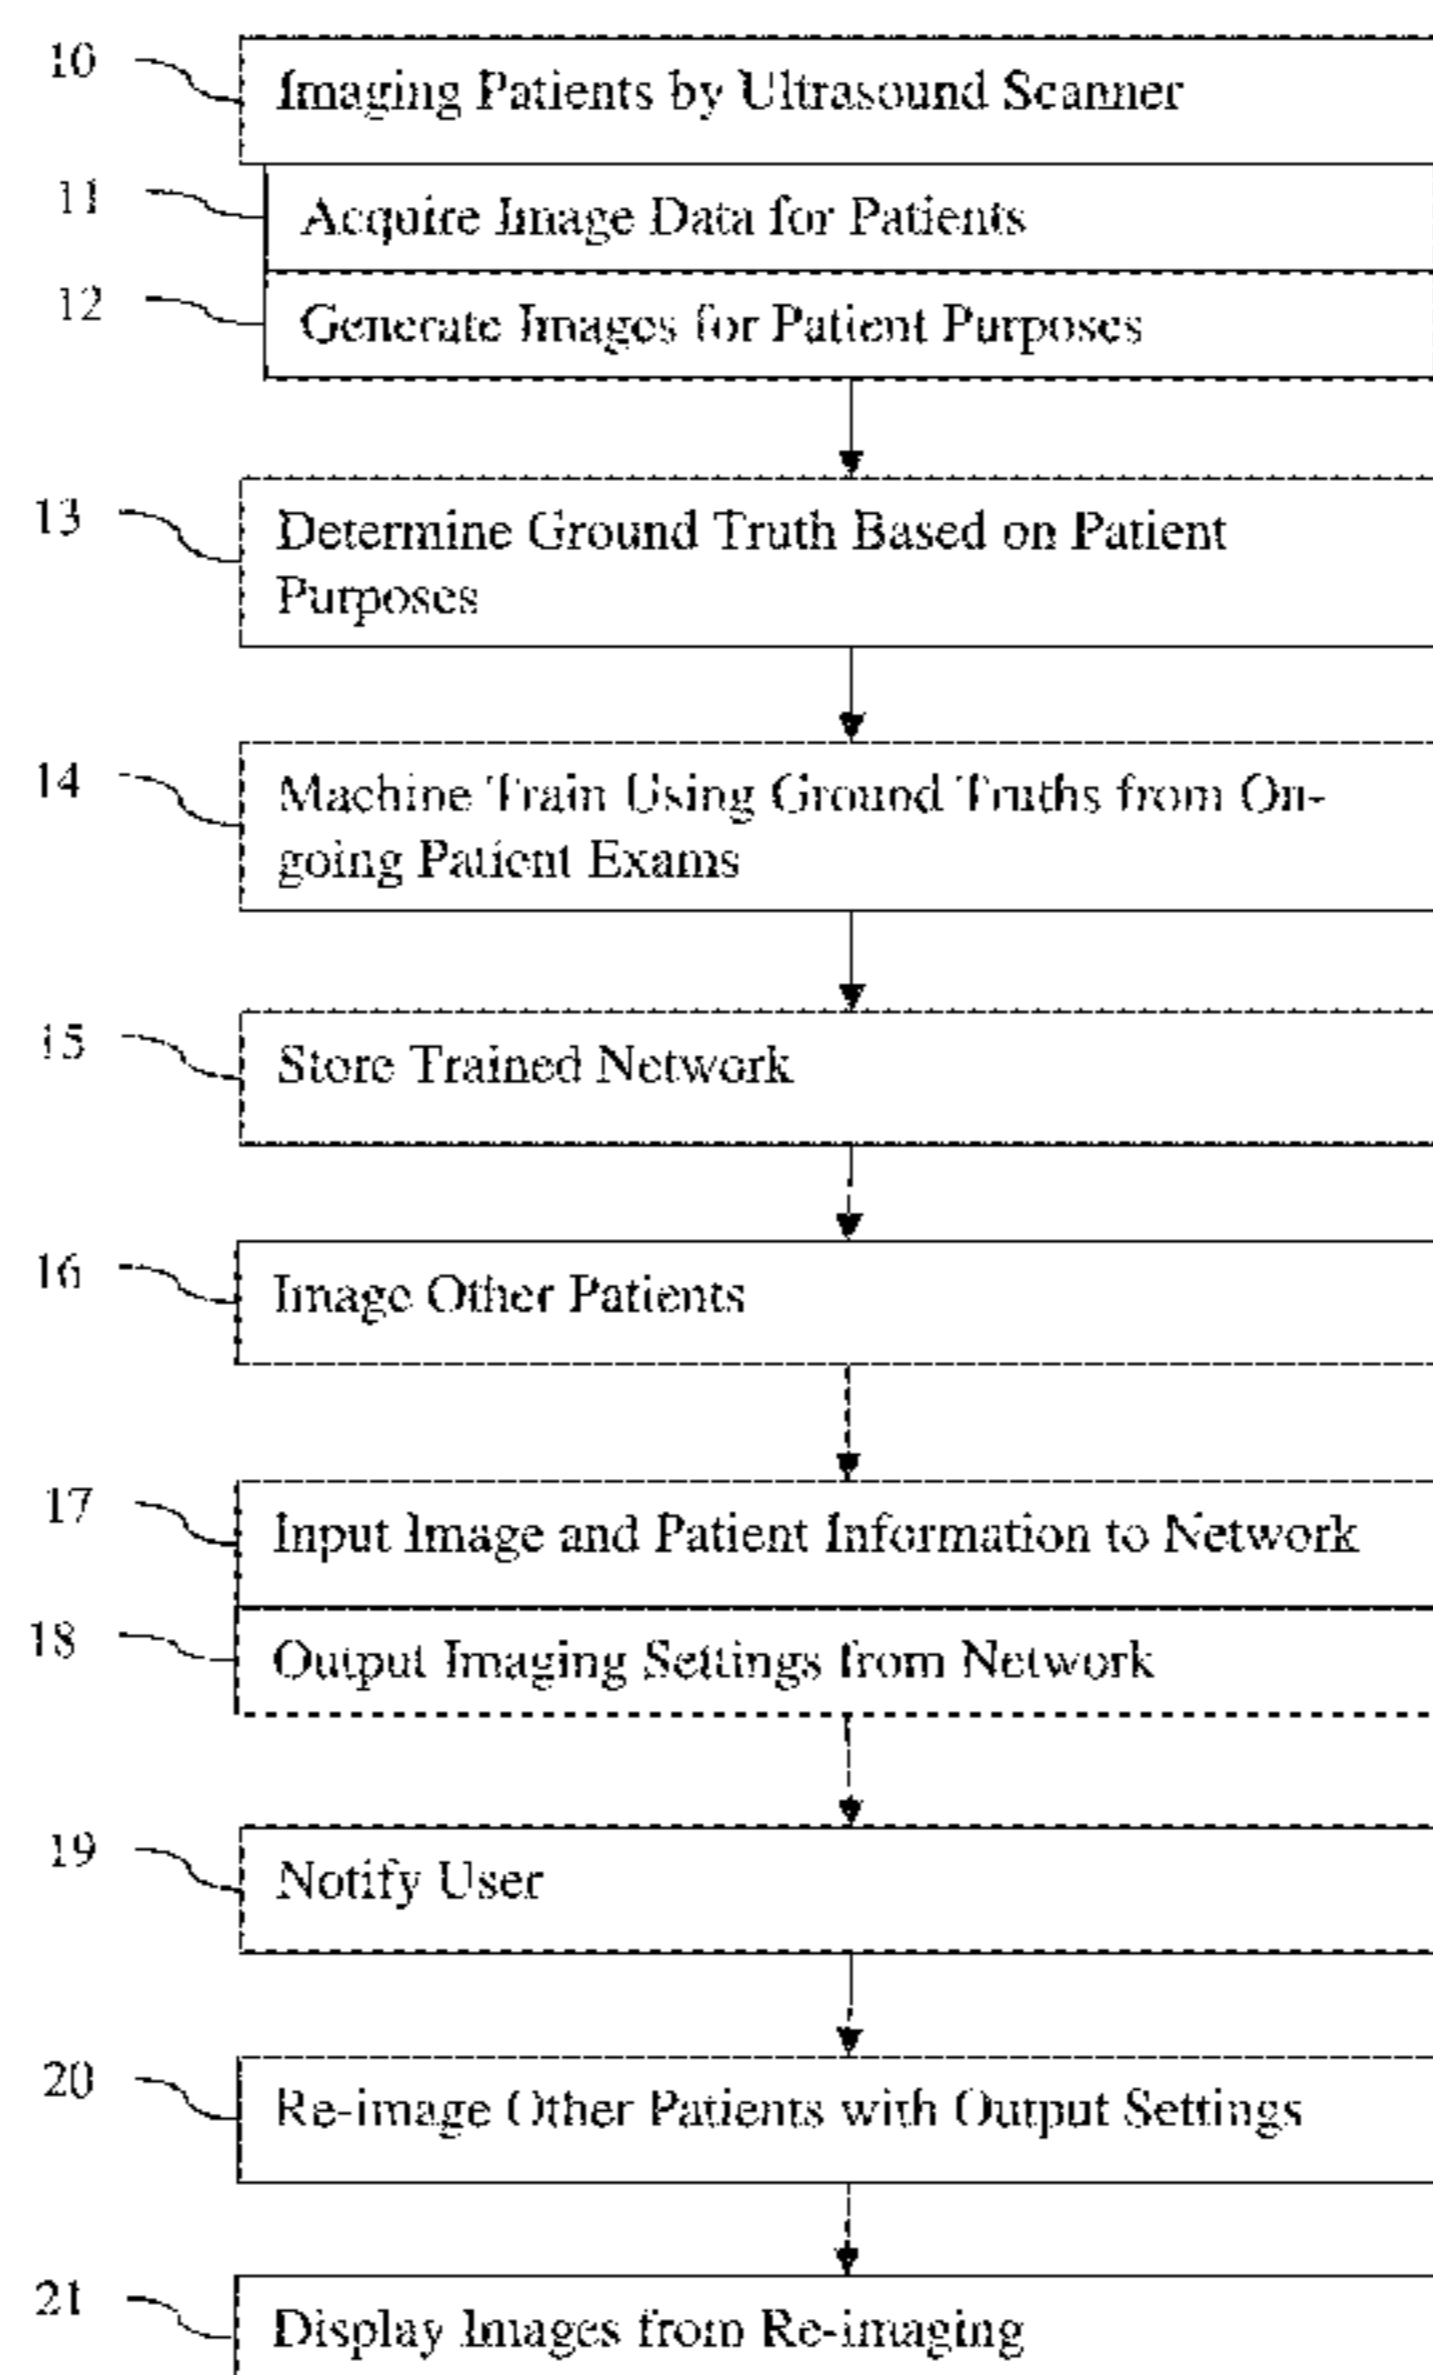 10
Imaging Patients by Ultrasound Scanner
11
Acquire Image Data for Patients
12
Generate Images for Patient Purposes
13
Determine Ground Truth Based on Patient
Purposes
14
Machine Train Using Ground Truths from On-
going Patient Exams
15
Store Trained Network
16
Image Other Patients
17
Input Image and Patient Information to Network
18
Output Imaging Settings from Network
19
Notify User
20
Re-image Other Patients with Output Settings
21
Display Images from Re-imaging